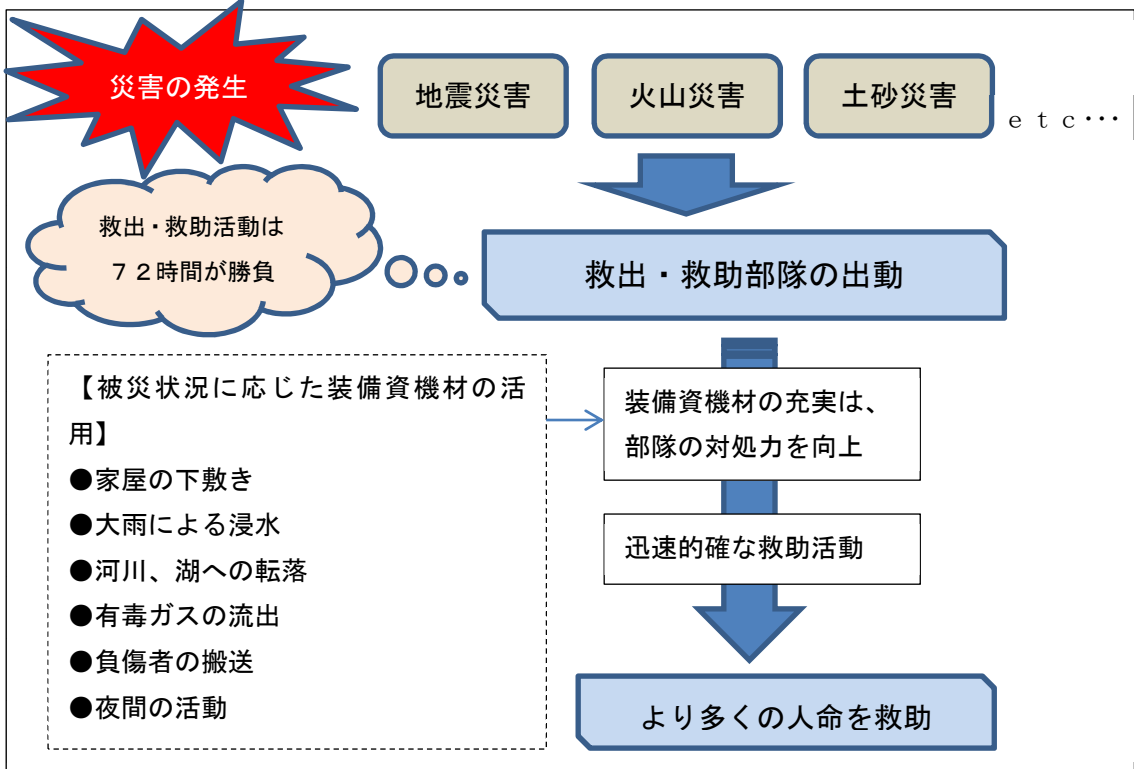 災害の発生
地震災害
火山災害
土砂災害
ｅｔｃ･･･
救出・救助活動は
７２時間が勝負
救出・救助部隊の出動
【被災状況に応じた装備資機材の活
用】
●家屋の下敷き
●大雨による浸水
●河川、湖への転落
●有毒ガスの流出
●負傷者の搬送
●夜間の活動
装備資機材の充実は、
部隊の対処力を向上
迅速的確な救助活動
より多くの人命を救助